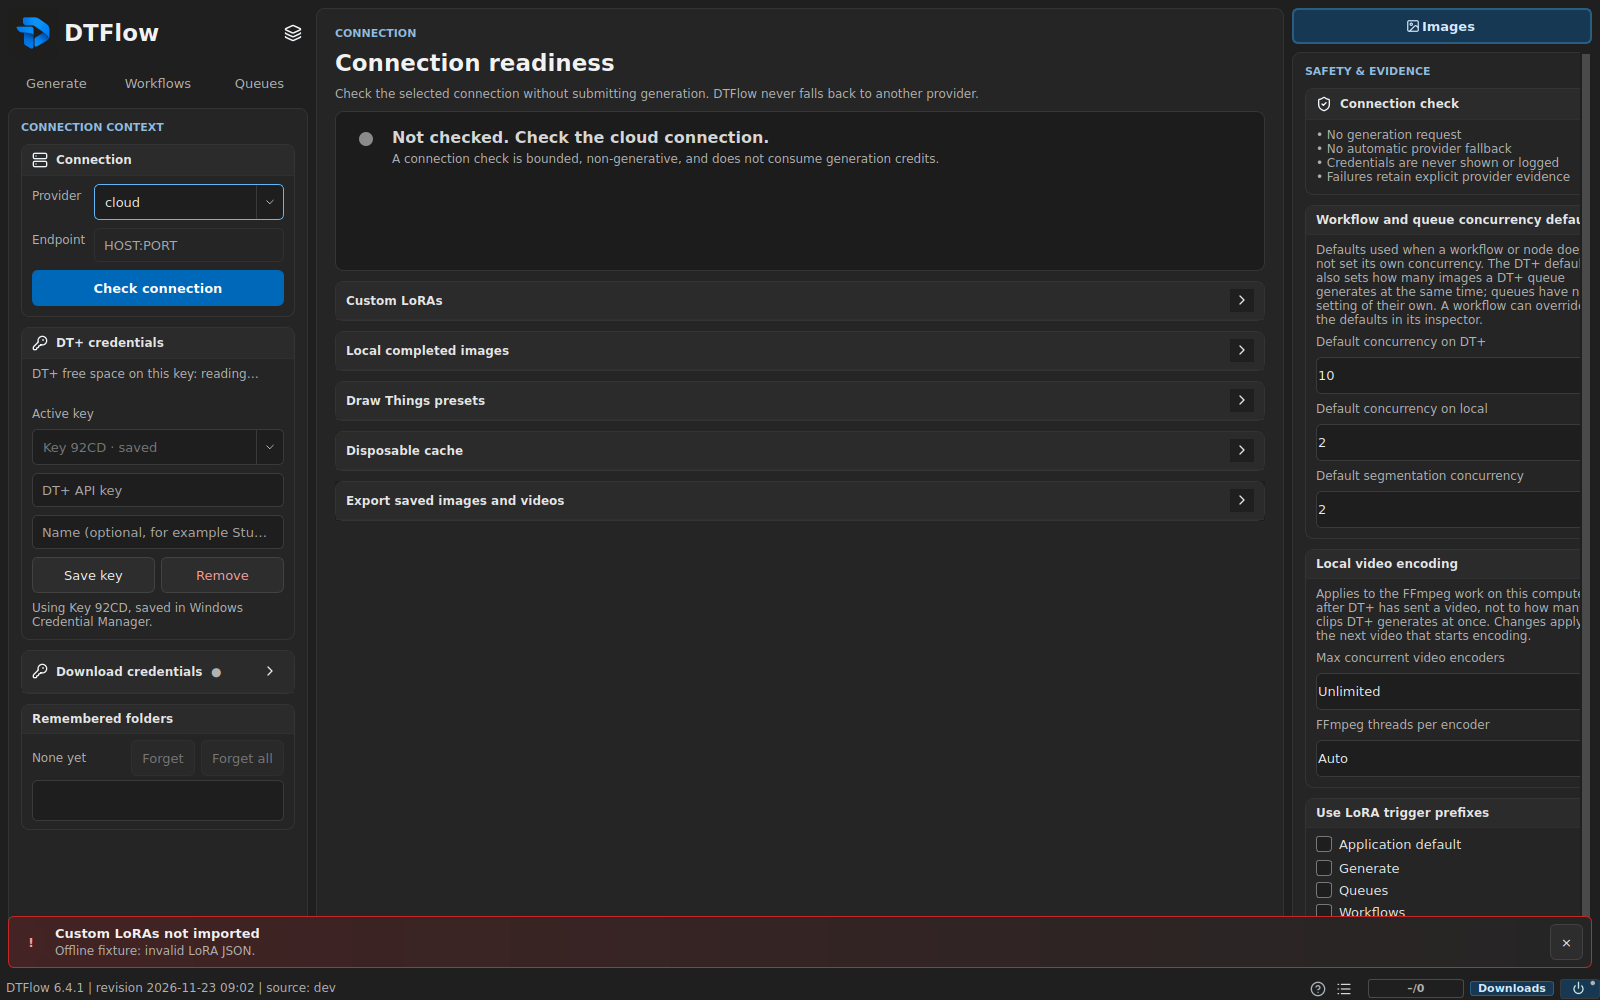 DTFlow
Generate Workflows Queues
CONNECTION CONTEXT
Connection
Provider
cloud
Endpoint
HOST:PORT
Check connection
DT+ credentials
DT+ free space on this key: reading…
Active key
Key 92CD · saved
DT+ API key
Name (optional, for example Stu…
Save key
Remove
Using Key 92CD, saved in Windows
Credential Manager.
Download credentials
Remembered folders
None yet
Forget
Forget all
CONNECTION
Connection readiness
Check the selected connection without submitting generation. DTFlow never falls back to another provider.
Not checked. Check the cloud connection.
A connection check is bounded, non-generative, and does not consume generation credits.
Custom LoRAs
Local completed images
Draw Things presets
Disposable cache
Export saved images and videos
Images
SAFETY & EVIDENCE
Connection check
• No generation request
• No automatic provider fallback
• Credentials are never shown or logged
• Failures retain explicit provider evidence
Workflow and queue concurrency defau
Defaults used when a workflow or node doe
not set its own concurrency. The DT+ defaul
also sets how many images a DT+ queue
generates at the same time; queues have n
setting of their own. A workflow can override
the defaults in its inspector.
Default concurrency on DT+
10
Default concurrency on local
2
Default segmentation concurrency
2
Local video encoding
Applies to the FFmpeg work on this compute
after DT+ has sent a video, not to how man
clips DT+ generates at once. Changes apply
the next video that starts encoding.
Max concurrent video encoders
Unlimited
FFmpeg threads per encoder
Auto
Use LoRA trigger prefixes
Application default
Generate
Queues
Workflows
!
Custom LoRAs not imported
Offline fixture: invalid LoRA JSON.
×
DTFlow 6.4.1 | revision 2026-11-23 09:02 | source: dev
–/0
Downloads